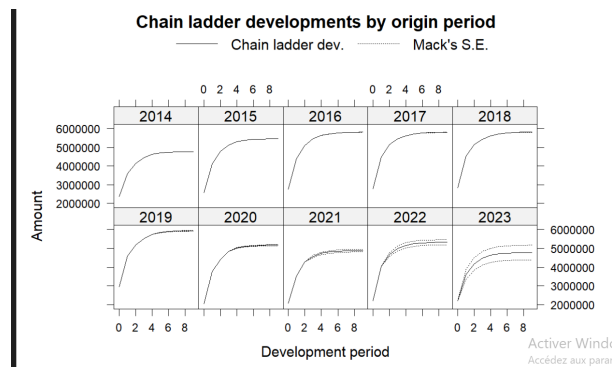 Chain ladder developments by origin period
Chain ladder dev. Mack's S.E.
0 2 4 6 8 0 2 4 6 8
2014 2015 2016 2017 2018
6000000
5000000
4000000
3000000
2000000
Amount
2019 2020 2021 2022 2023
6000000
5000000
4000000
3000000
2000000
0 2 4 6 8 0 2 4 6 8 0 2 4 6 8
Development period
Activer Windo
Accédez aux parar